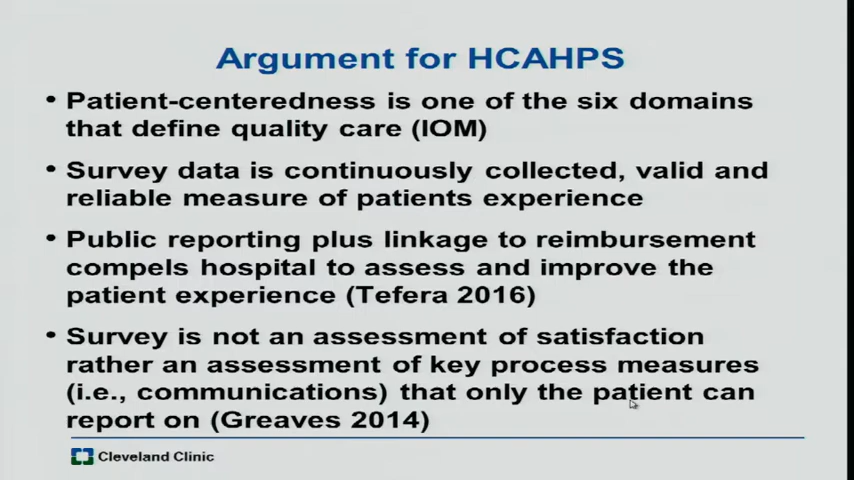 Argument for HCAHPS
• Patient-centeredness is one of the six domains
that define quality care (IOM)
• Survey data is continuously collected, valid and
reliable measure of patients experience
• Public reporting plus linkage to reimbursement
compels hospital to assess and improve the
patient experience (Tefera 2016)
• Survey is not an assessment of satisfaction
rather an assessment of key process measures
(i.e., communications) that only the patient can
report on (Greaves 2014)
Cleveland Clinic